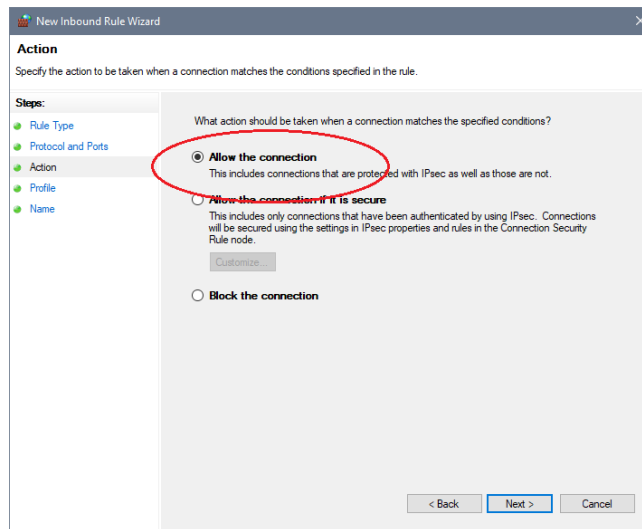 New Inbound Rule Wizard
Action
Specify the action to be taken when a connection matches the conditions specified in the rule.
Steps:
Rule Type
Protocol and Ports
Action
Profile
Name
What action should be taken when a connection matches the specified conditions?
Allow the connection
This includes connections that are protected with IPsec as well as those are not.
Allow the connection if it is secure
This includes only connections that have been authenticated by using IPsec. Connections
will be secured using the settings in IPsec properties and rules in the Connection Security
Rule node.
Customize...
Block the connection
< Back
Next >
Cancel